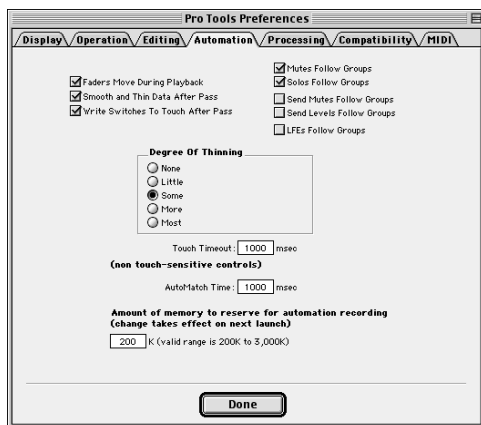 Pro Tools Preferences
Display Operation Editing Automation Processing Compatibility MIDI
Faders Move During Playback
Smooth and Thin Data After Pass
Write Switches To Touch After Pass
Mutes Follow Groups
Solos Follow Groups
Send Mutes Follow Groups
Send Levels Follow Groups
LFEs Follow Groups
Degree Of Thinning
None
Little
Some
More
Most
Touch Timeout: 1000 msec
(non touch-sensitive controls)
AutoMatch Time: 1000 msec
Amount of memory to reserve for automation recording
(change takes effect on next launch)
200 K (valid range is 200K to 3,000K)
Done